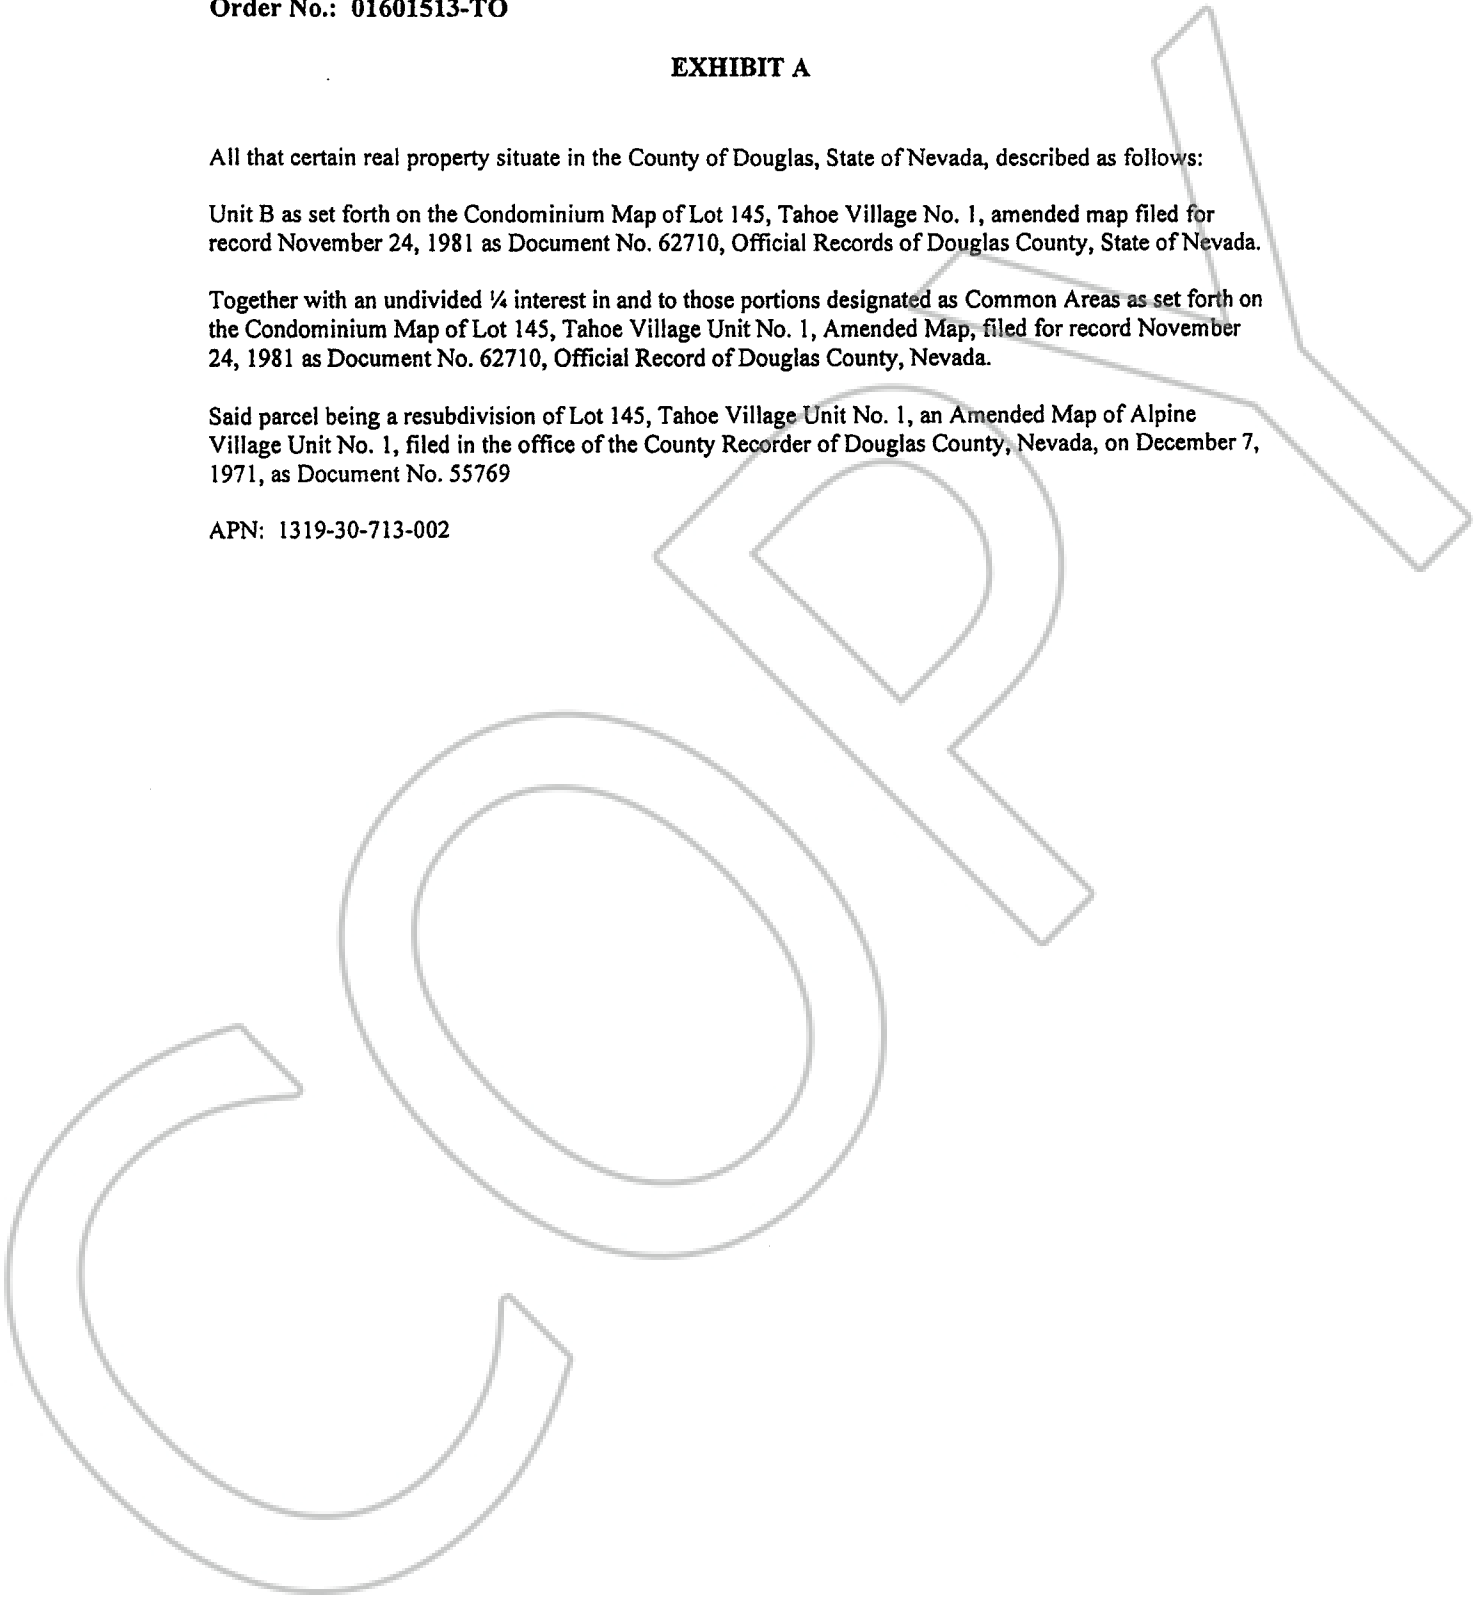 Order No.: 01601513-TO
EXHIBIT A
All that certain real property situate in the County of Douglas, State of Nevada, described as follows:
Unit B as set forth on the Condominium Map of Lot 145, Tahoe Village No. 1, amended map filed for
record November 24, 1981 as Document No. 62710, Official Records of Douglas County, State of Nevada.
Together with an undivided ¼ interest in and to those portions designated as Common Areas as set forth on
the Condominium Map of Lot 145, Tahoe Village Unit No. 1, Amended Map, filed for record November
24, 1981 as Document No. 62710, Official Record of Douglas County, Nevada.
Said parcel being a resubdivision of Lot 145, Tahoe Village Unit No. 1, an Amended Map of Alpine
Village Unit No. 1, filed in the office of the County Recorder of Douglas County, Nevada, on December 7,
1971, as Document No. 55769
APN: 1319-30-713-002
COPY